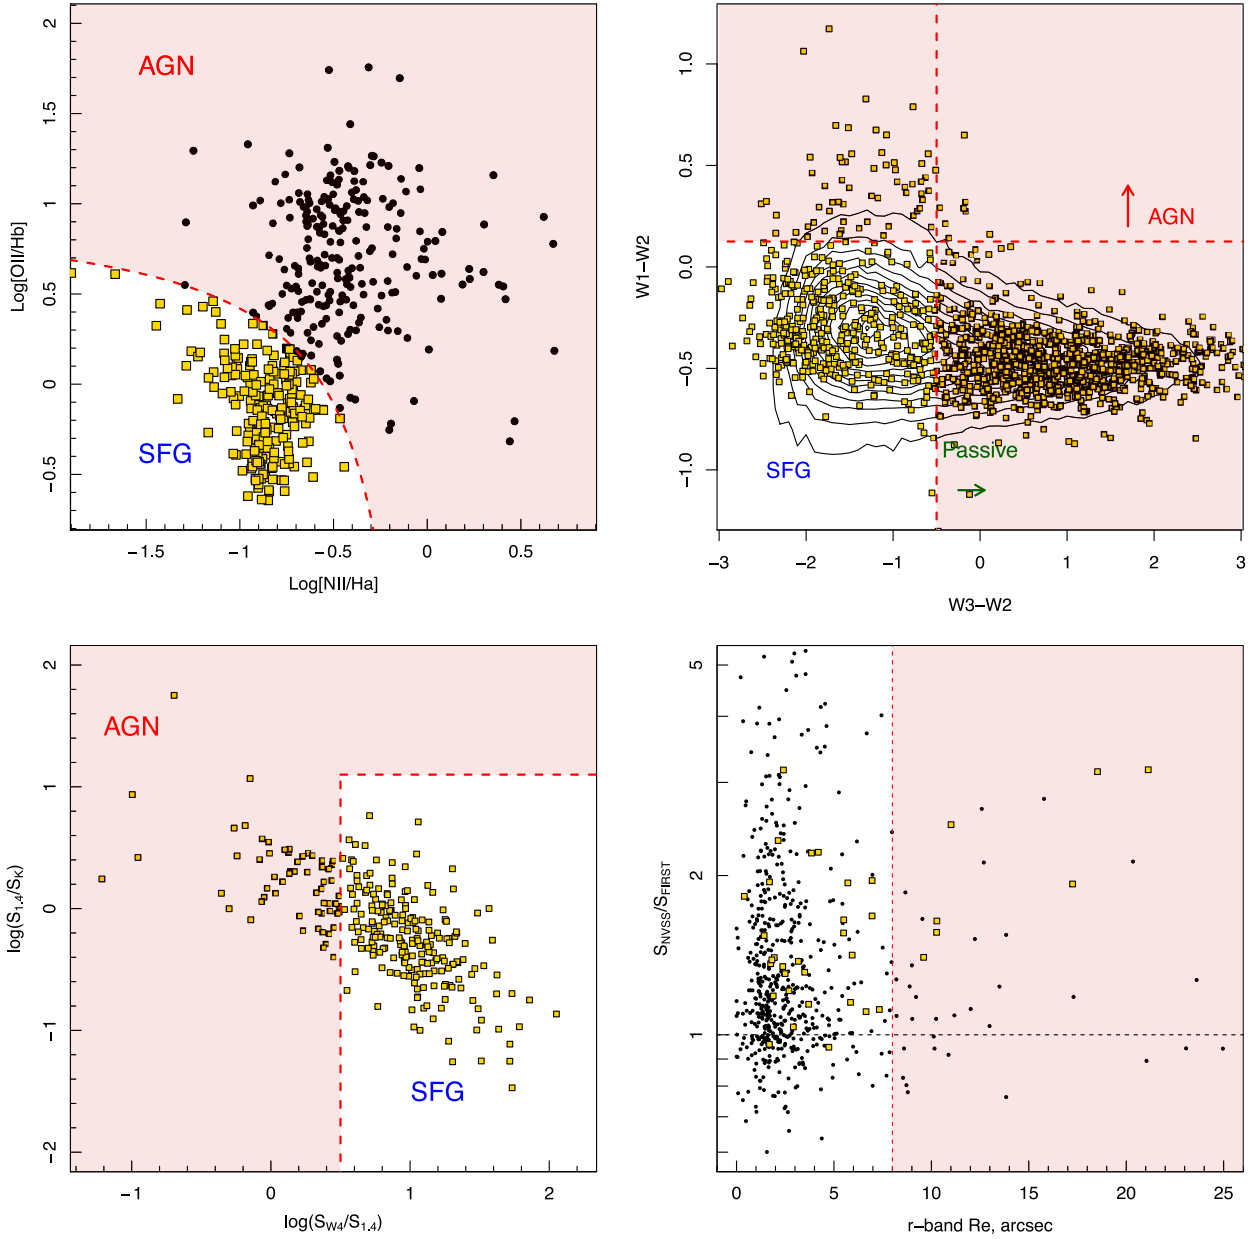 AGN
SFG
Log[OII/Hb]
−0.5
0
0.5
1
1.5
2
−1.5
−1
−0.5
0
0.5
Log[NII/Ha]
AGN
SFG
Passive
W1−W2
−1.0
−0.5
0.0
0.5
1.0
−3
−2
−1
0
1
2
3
W3−W2
AGN
SFG
log(S1.4/SK)
−2
−1
0
1
2
−1
0
1
2
log(SW4/S1.4)
SNVSS/SFIRST
1
2
5
0
5
10
15
20
25
r−band Re, arcsec